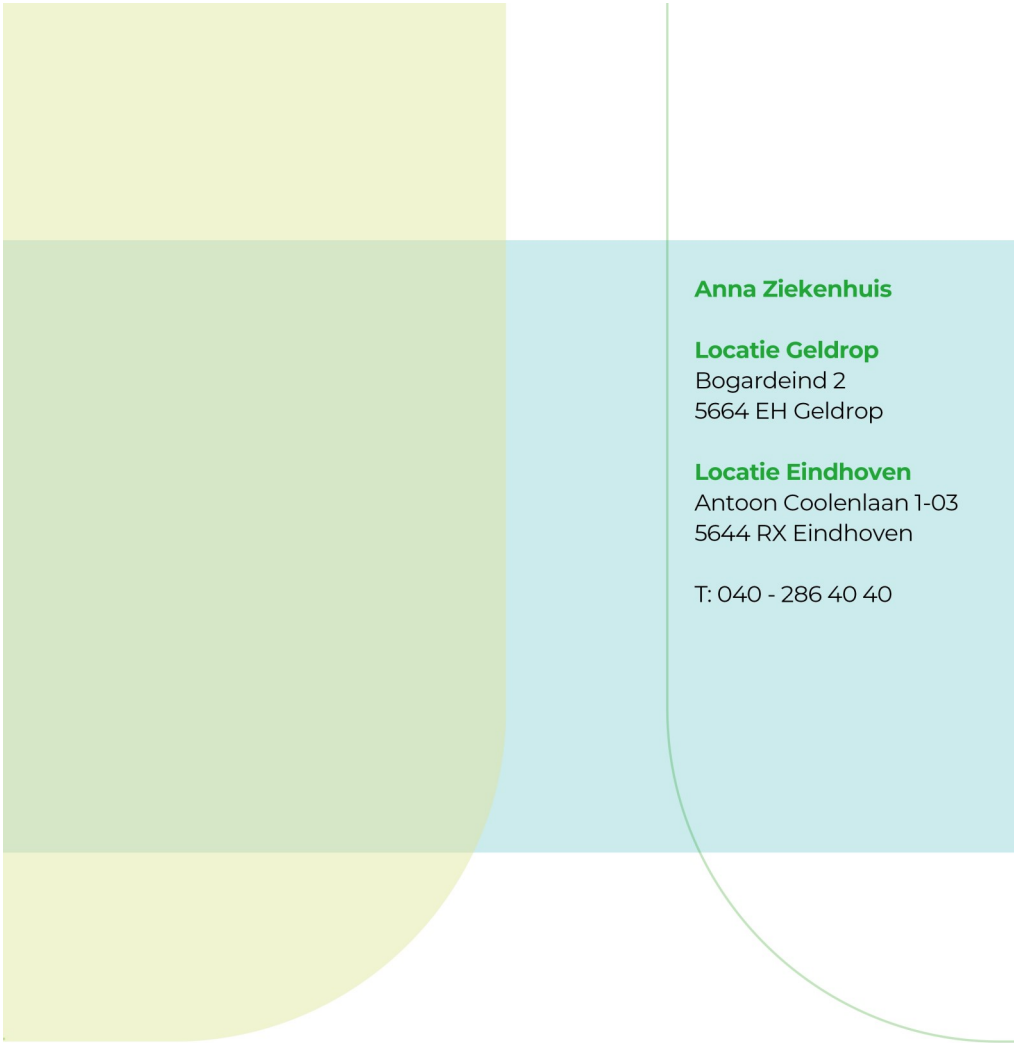 Anna Ziekenhuis
Locatie Geldrop
Bogardeind 2
5664 EH Geldrop
Locatie Eindhoven
Antoon Coolenlaan 1-03
5644 RX Eindhoven
T: 040 - 286 40 40